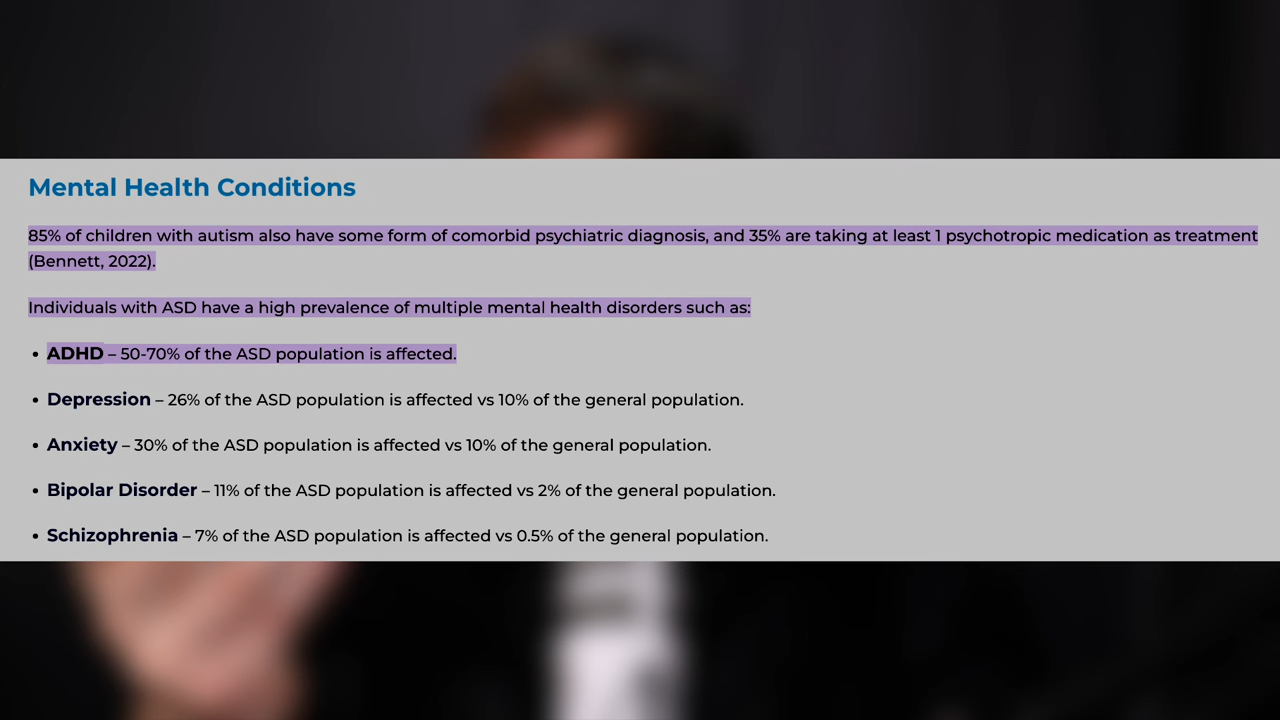 Mental Health Conditions
85% of children with autism also have some form of comorbid psychiatric diagnosis, and 35% are taking at least 1 psychotropic medication as treatment
(Bennett, 2022).
Individuals with ASD have a high prevalence of multiple mental health disorders such as:
• ADHD – 50-70% of the ASD population is affected.
• Depression – 26% of the ASD population is affected vs 10% of the general population.
• Anxiety – 30% of the ASD population is affected vs 10% of the general population.
• Bipolar Disorder – 11% of the ASD population is affected vs 2% of the general population.
• Schizophrenia – 7% of the ASD population is affected vs 0.5% of the general population.